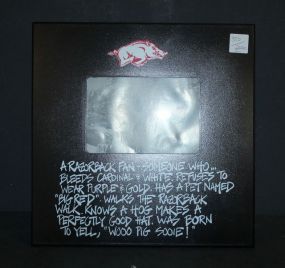 A RAZORBACK FAN - SOMEONE WHO...
BLEEDS CARDINAL & WHITE. REFUSES TO
WEAR PURPLE & GOLD. HAS A PET NAMED
"BIG RED". WALKS THE RAZORBACK
WALK. KNOWS A HOG MAKES A
PERFECTLY GOOD HAT. WAS BORN
TO YELL, "WOOO PIG SOOIE!"